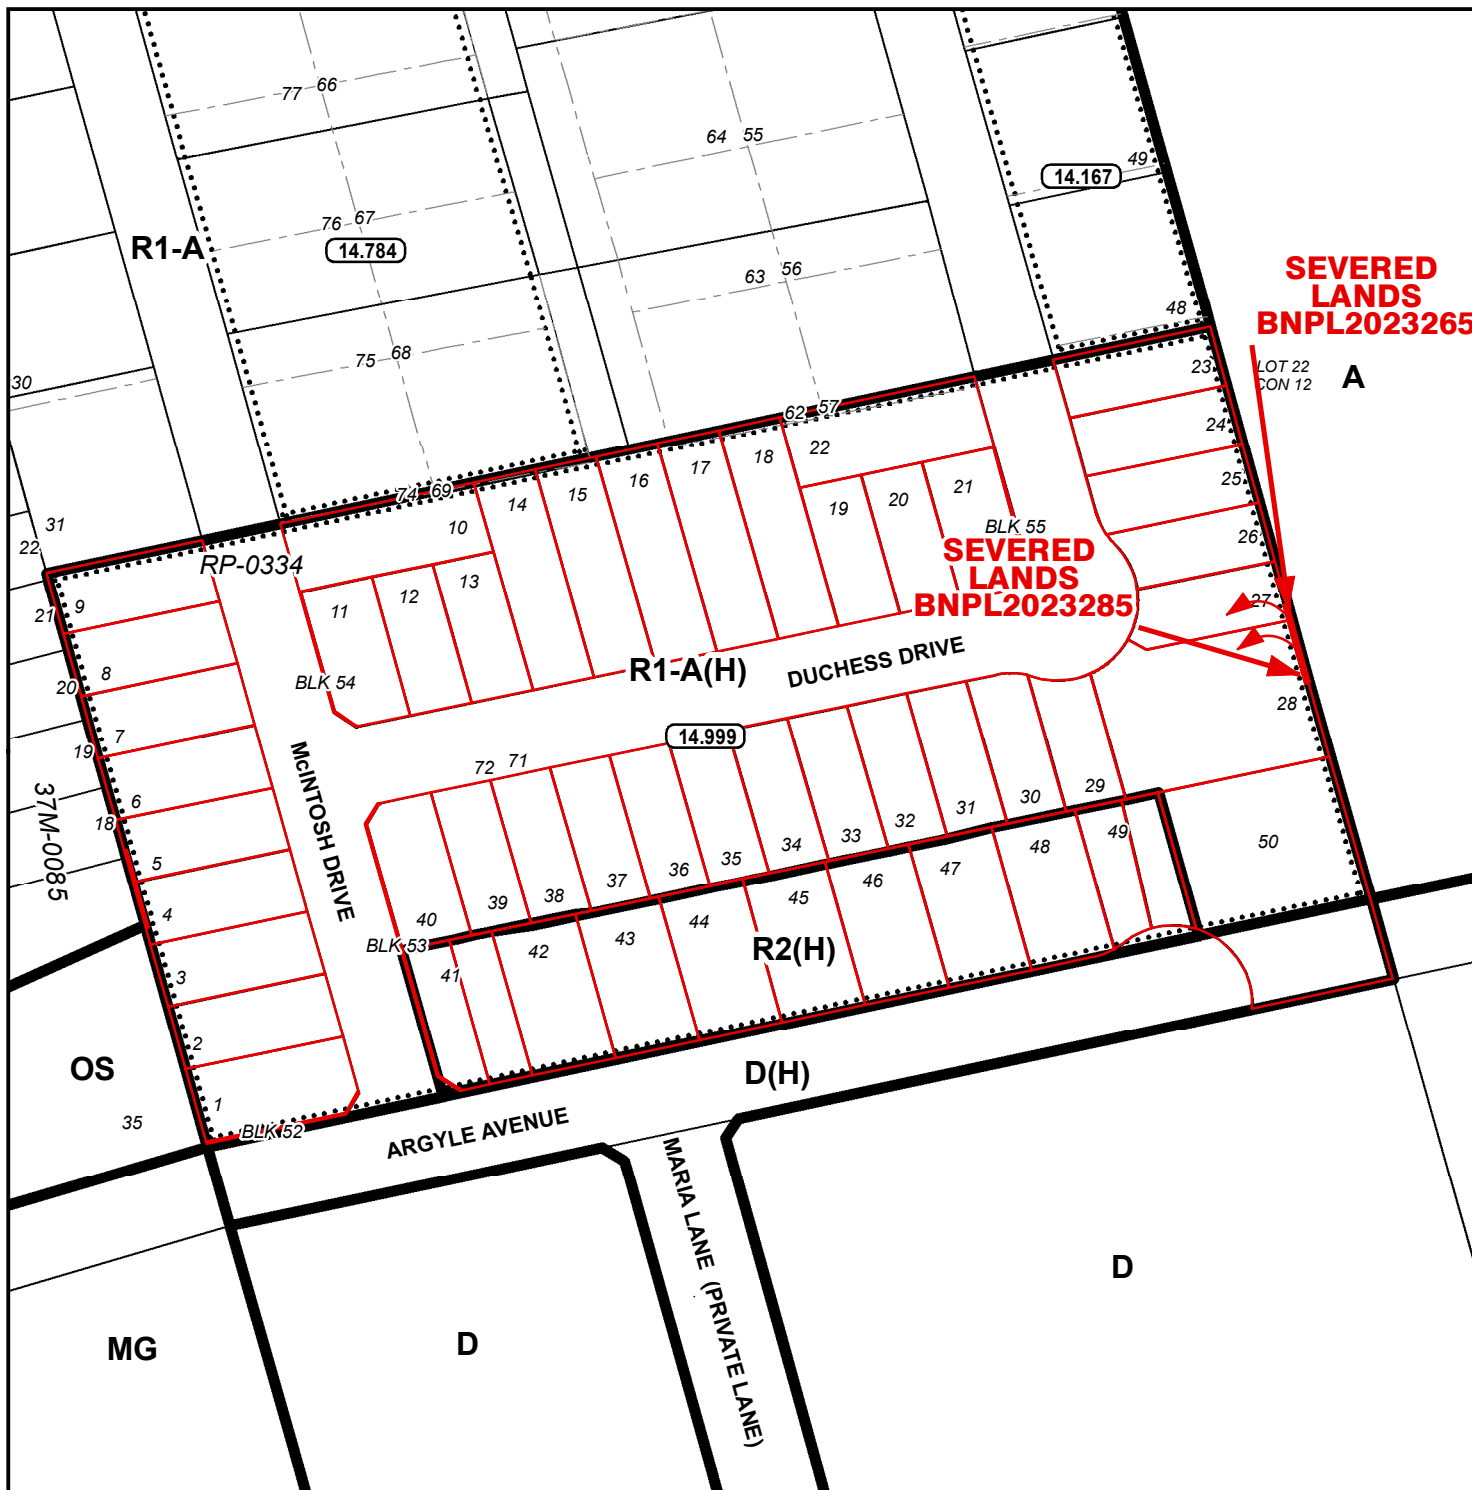 77 66
64 55
49
14.167
76 67
R1-A
14.784
63 56
SEVERED
LANDS
BNPL2023265
48
75 68
30
23
LOT 22
CON 12
A
62 57
24
22
18
17
16
15
14
74 69
10
21
20
19
25
31
22
BLK 55
26
RP-0334
SEVERED
LANDS
BNPL2023285
13
12
11
9
21
27
8
20
BLK 54
R1-A(H)
DUCHESS DRIVE
28
7
19
14.999
72 71
McINTOSH DRIVE
37M-0085
6
18
29
30
31
32
33
34
35
36
37
38
39
40
5
4
49
48
47
46
45
44
43
42
41
50
BLK 53
R2(H)
3
2
OS
1
35
BLK 52
D(H)
ARGYLE AVENUE
MARIA LANE (PRIVATE LANE)
D
D
MG